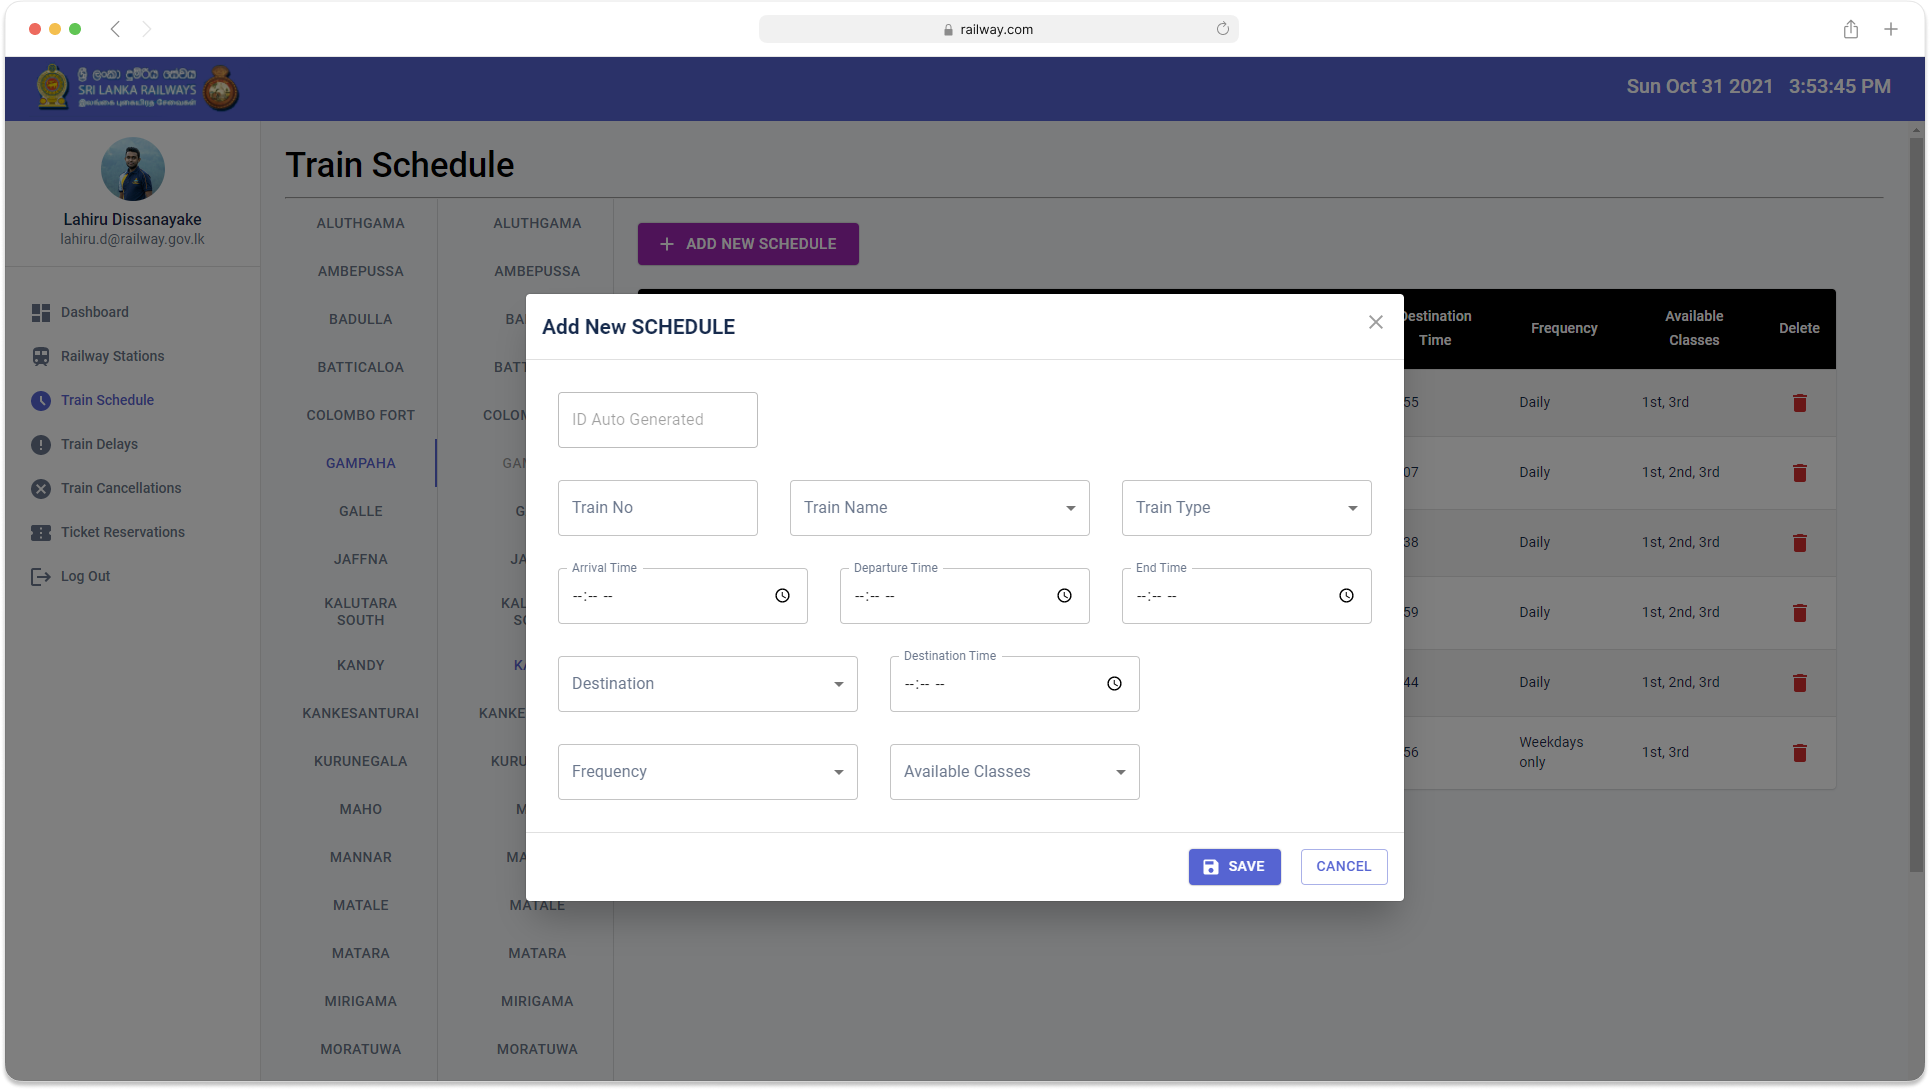 railway.com
ශ්‍රී ලංකා දුම්රිය සේවය
SRI LANKA RAILWAYS
Sun Oct 31 2021 3:53:45 PM
Lahiru Dissanayake
lahiru.d@railway.gov.lk
Dashboard
Railway Stations
Train Schedule
Train Delays
Train Cancellations
Ticket Reservations
Log Out
Train Schedule
ALUTHGAMA
AMBEPUSSA
BADULLA
BATTICALOA
COLOMBO FORT
GAMPAHA
GALLE
JAFFNA
KALUTARA
SOUTH
KANDY
KANKESANTURAI
KURUNEGALA
MAHO
MANNAR
MATALE
MATARA
MIRIGAMA
MORATUWA
ALUTHGAMA
AMBEPUSSA
BA
BATT
COLOM
GAM
G
JA
KAL
SO
KA
KANKE
KURU
M
MA
MATALE
MATARA
MIRIGAMA
MORATUWA
ADD NEW SCHEDULE
Add New SCHEDULE
ID Auto Generated
Train No
Train Name
Train Type
Arrival Time
--:-- --
Departure Time
--:-- --
End Time
--:-- --
Destination
Destination Time
--:-- --
Frequency
Available Classes
SAVE
CANCEL
Destination
Time
Frequency
Available
Classes
Delete
55 Daily 1st, 3rd
07 Daily 1st, 2nd, 3rd
38 Daily 1st, 2nd, 3rd
59 Daily 1st, 2nd, 3rd
44 Daily 1st, 2nd, 3rd
56 Weekdays
only 1st, 3rd